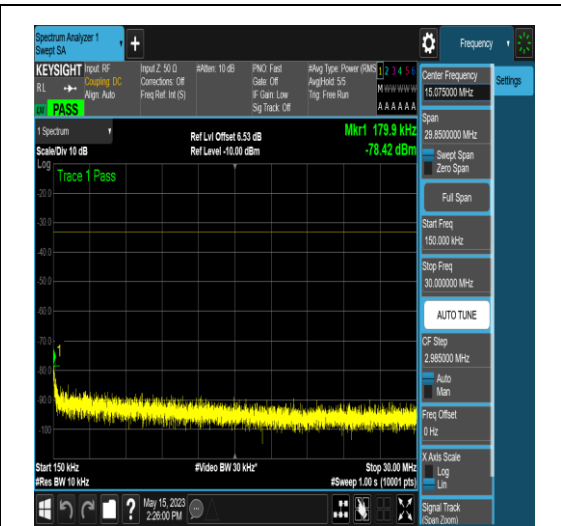 Spectrum Analyzer 1
Swept SA
+
Frequency
KEYSIGHT
Input: RF
Coupling: DC
Align: Auto
RL
PASS
Input Z: 50 Ω
Corrections: Off
Freq Ref: Int (S)
#Atten: 10 dB
PNO: Fast
Gate: Off
IF Gain: Low
Sig Track: Off
#Avg Type: Power (RMS
Avg|Hold: 5/5
Trig: Free Run
1 2 3 4 5 6
M W W W W W
A A A A A A
1 Spectrum
Scale/Div 10 dB
Ref Lvl Offset 6.53 dB
Ref Level -10.00 dBm
Mkr1 179.9 kHz
-78.42 dBm
Log
Trace 1 Pass
-20.0
-30.0
-40.0
-50.0
-60.0
-70.0
-80.0
-90.0
-100
1
Start 150 kHz
#Res BW 10 kHz
#Video BW 30 kHz*
Stop 30.00 MHz
#Sweep 1.00 s (10001 pts)
May 15, 2023
2:26:00 PM
?
Center Frequency
15.075000 MHz
Settings
Span
29.8500000 MHz
Swept Span
Zero Span
Full Span
Start Freq
150.000 kHz
Stop Freq
30.000000 MHz
AUTO TUNE
CF Step
2.985000 MHz
Auto
Man
Freq Offset
0 Hz
X Axis Scale
Log
Lin
Signal Track
(Span Zoom)